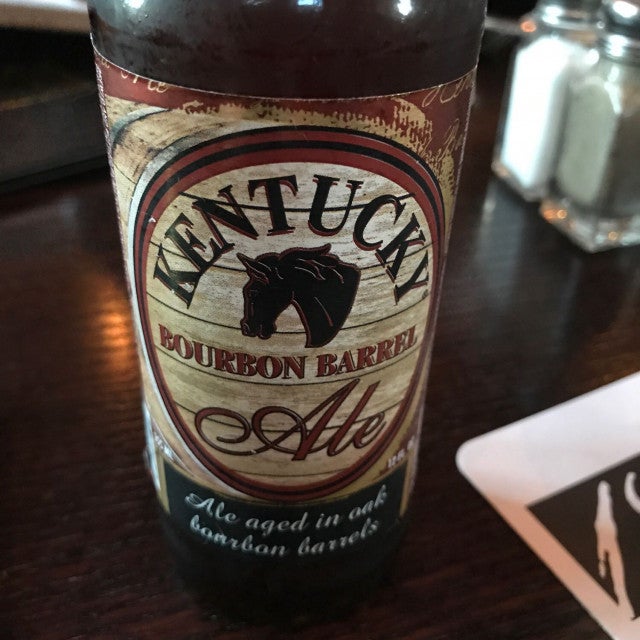 KENTUCKY
BOURBON BARREL
Ale
Ale aged in oak
bourbon barrels